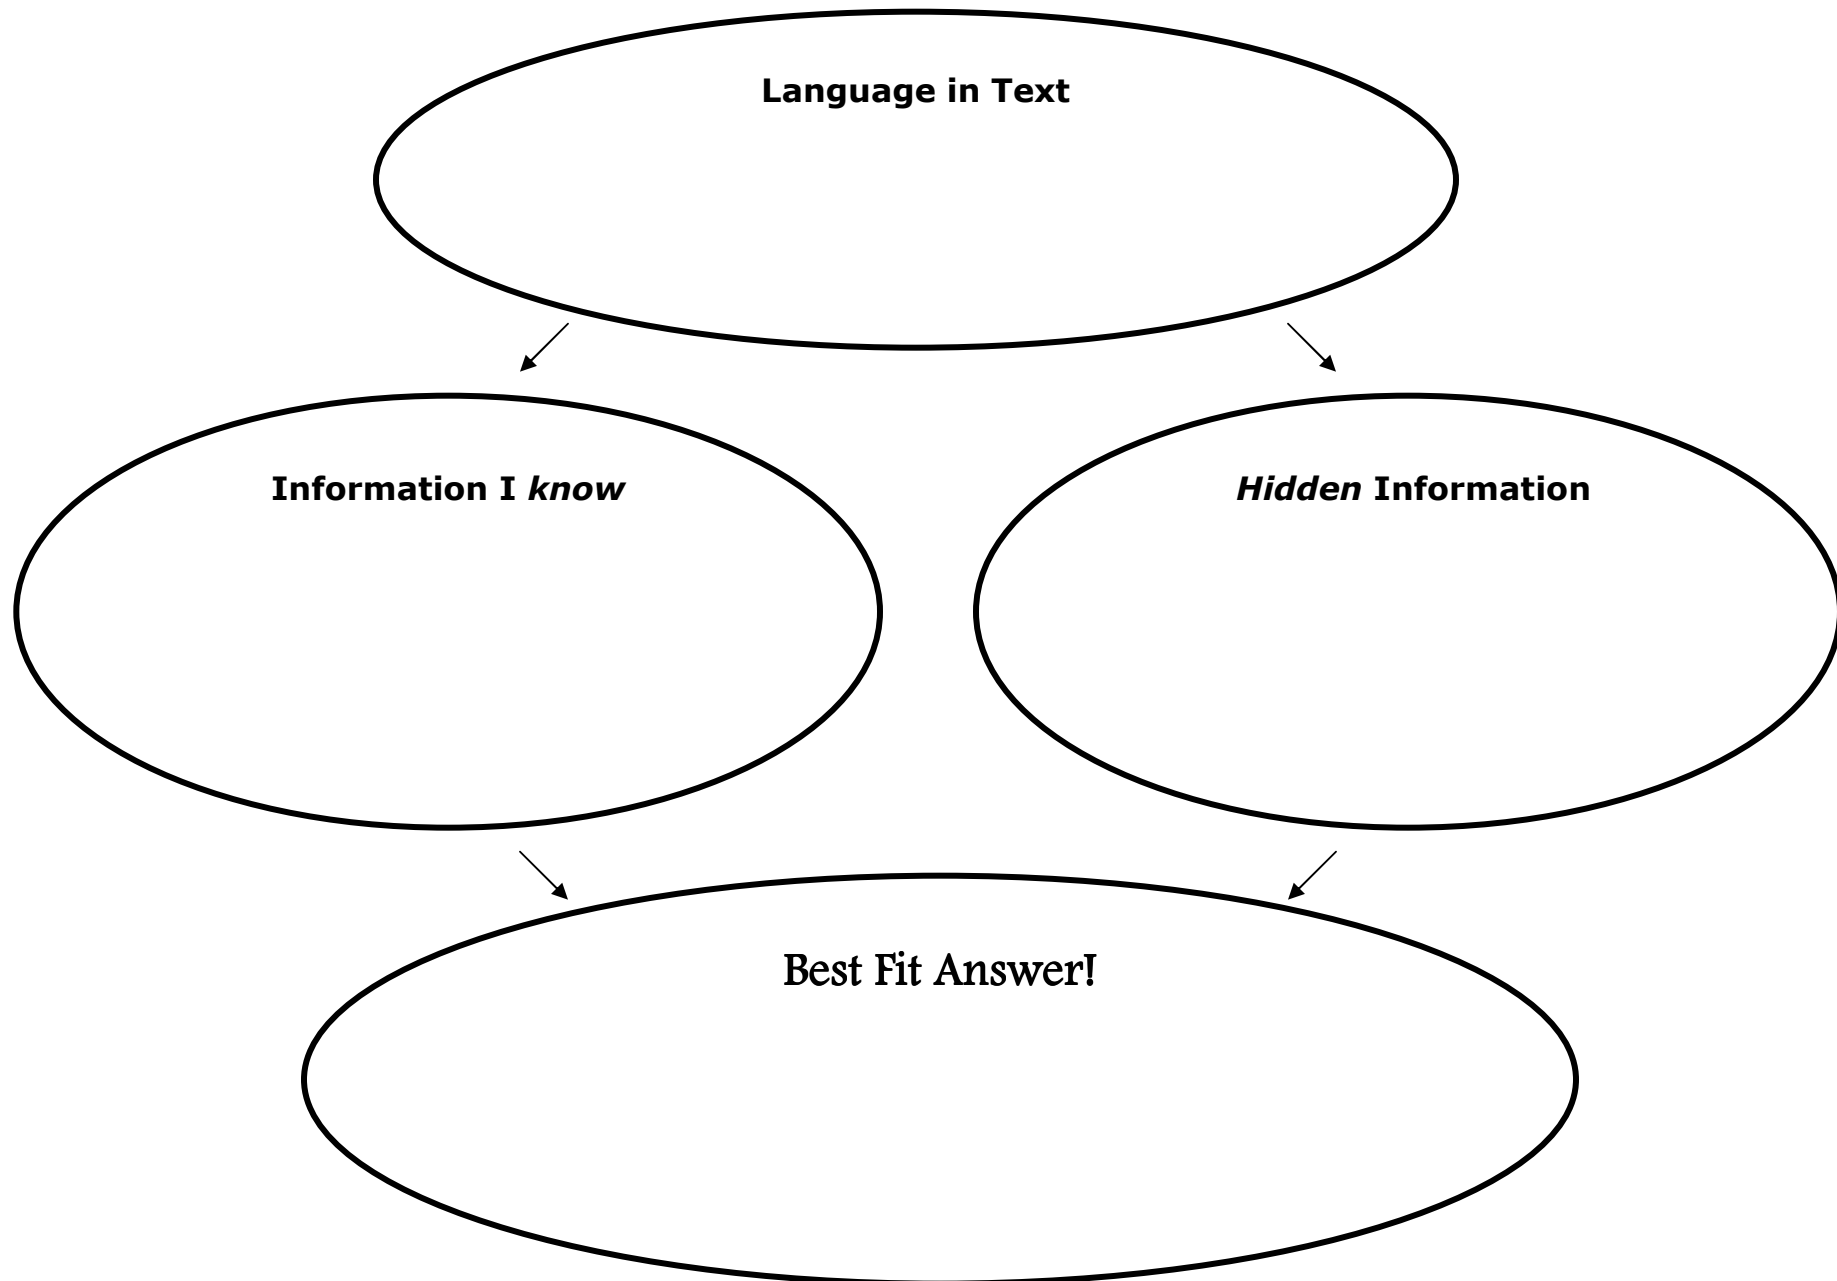 Language in Text
Information I know
Hidden Information
Best Fit Answer!